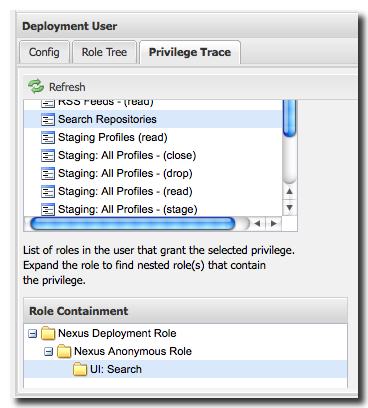 Deployment User
Config
Role Tree
Privilege Trace
Refresh
RSS Feeds - (read)
Search Repositories
Staging Profiles (read)
Staging: All Profiles - (close)
Staging: All Profiles - (drop)
Staging: All Profiles - (read)
Staging: All Profiles - (stage)
List of roles in the user that grant the selected privilege.
Expand the role to find nested role(s) that contain
the privilege.
Role Containment
Nexus Deployment Role
Nexus Anonymous Role
UI: Search